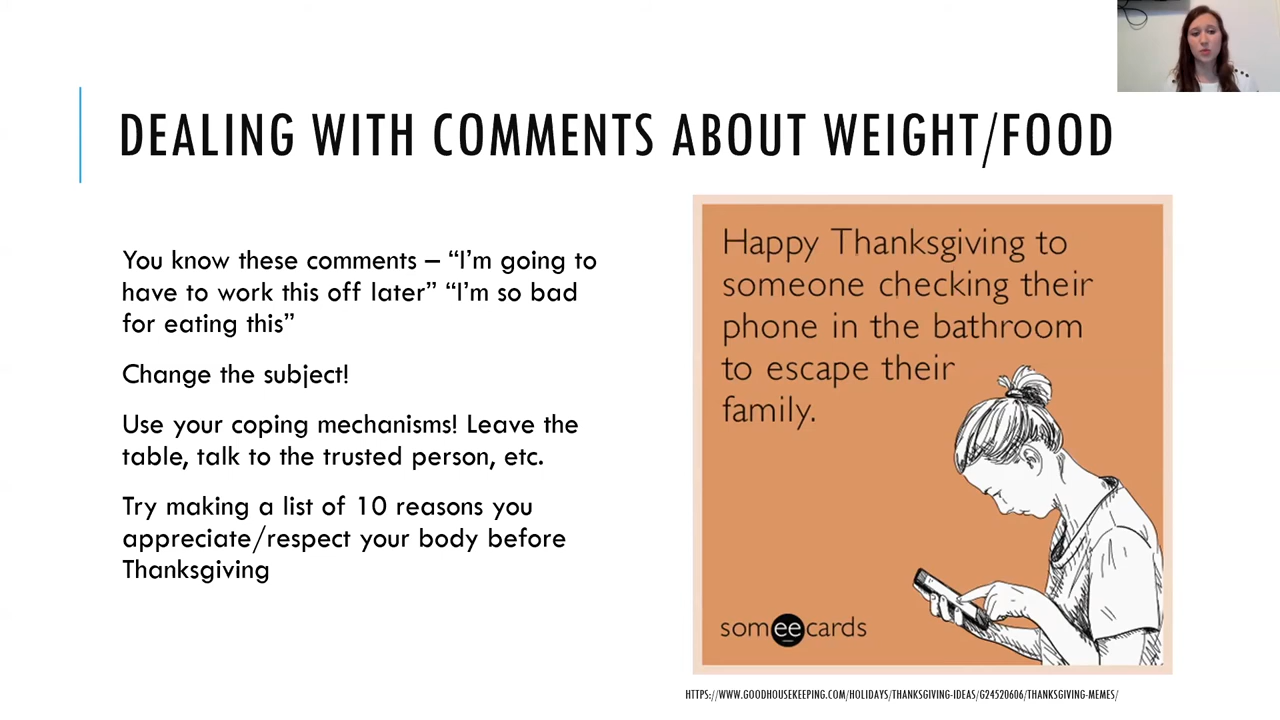 DEALING WITH COMMENTS ABOUT WEIGHT/FOOD
You know these comments – “I’m going to
have to work this off later” “I’m so bad
for eating this”
Change the subject!
Use your coping mechanisms! Leave the
table, talk to the trusted person, etc.
Try making a list of 10 reasons you
appreciate/respect your body before
Thanksgiving
Happy Thanksgiving to
someone checking their
phone in the bathroom
to escape their
family.
someecards
HTTPS://WWW.GOODHOUSEKEEPING.COM/HOLIDAYS/THANKSGIVING-IDEAS/G24520606/THANKSGIVING-MEMES/